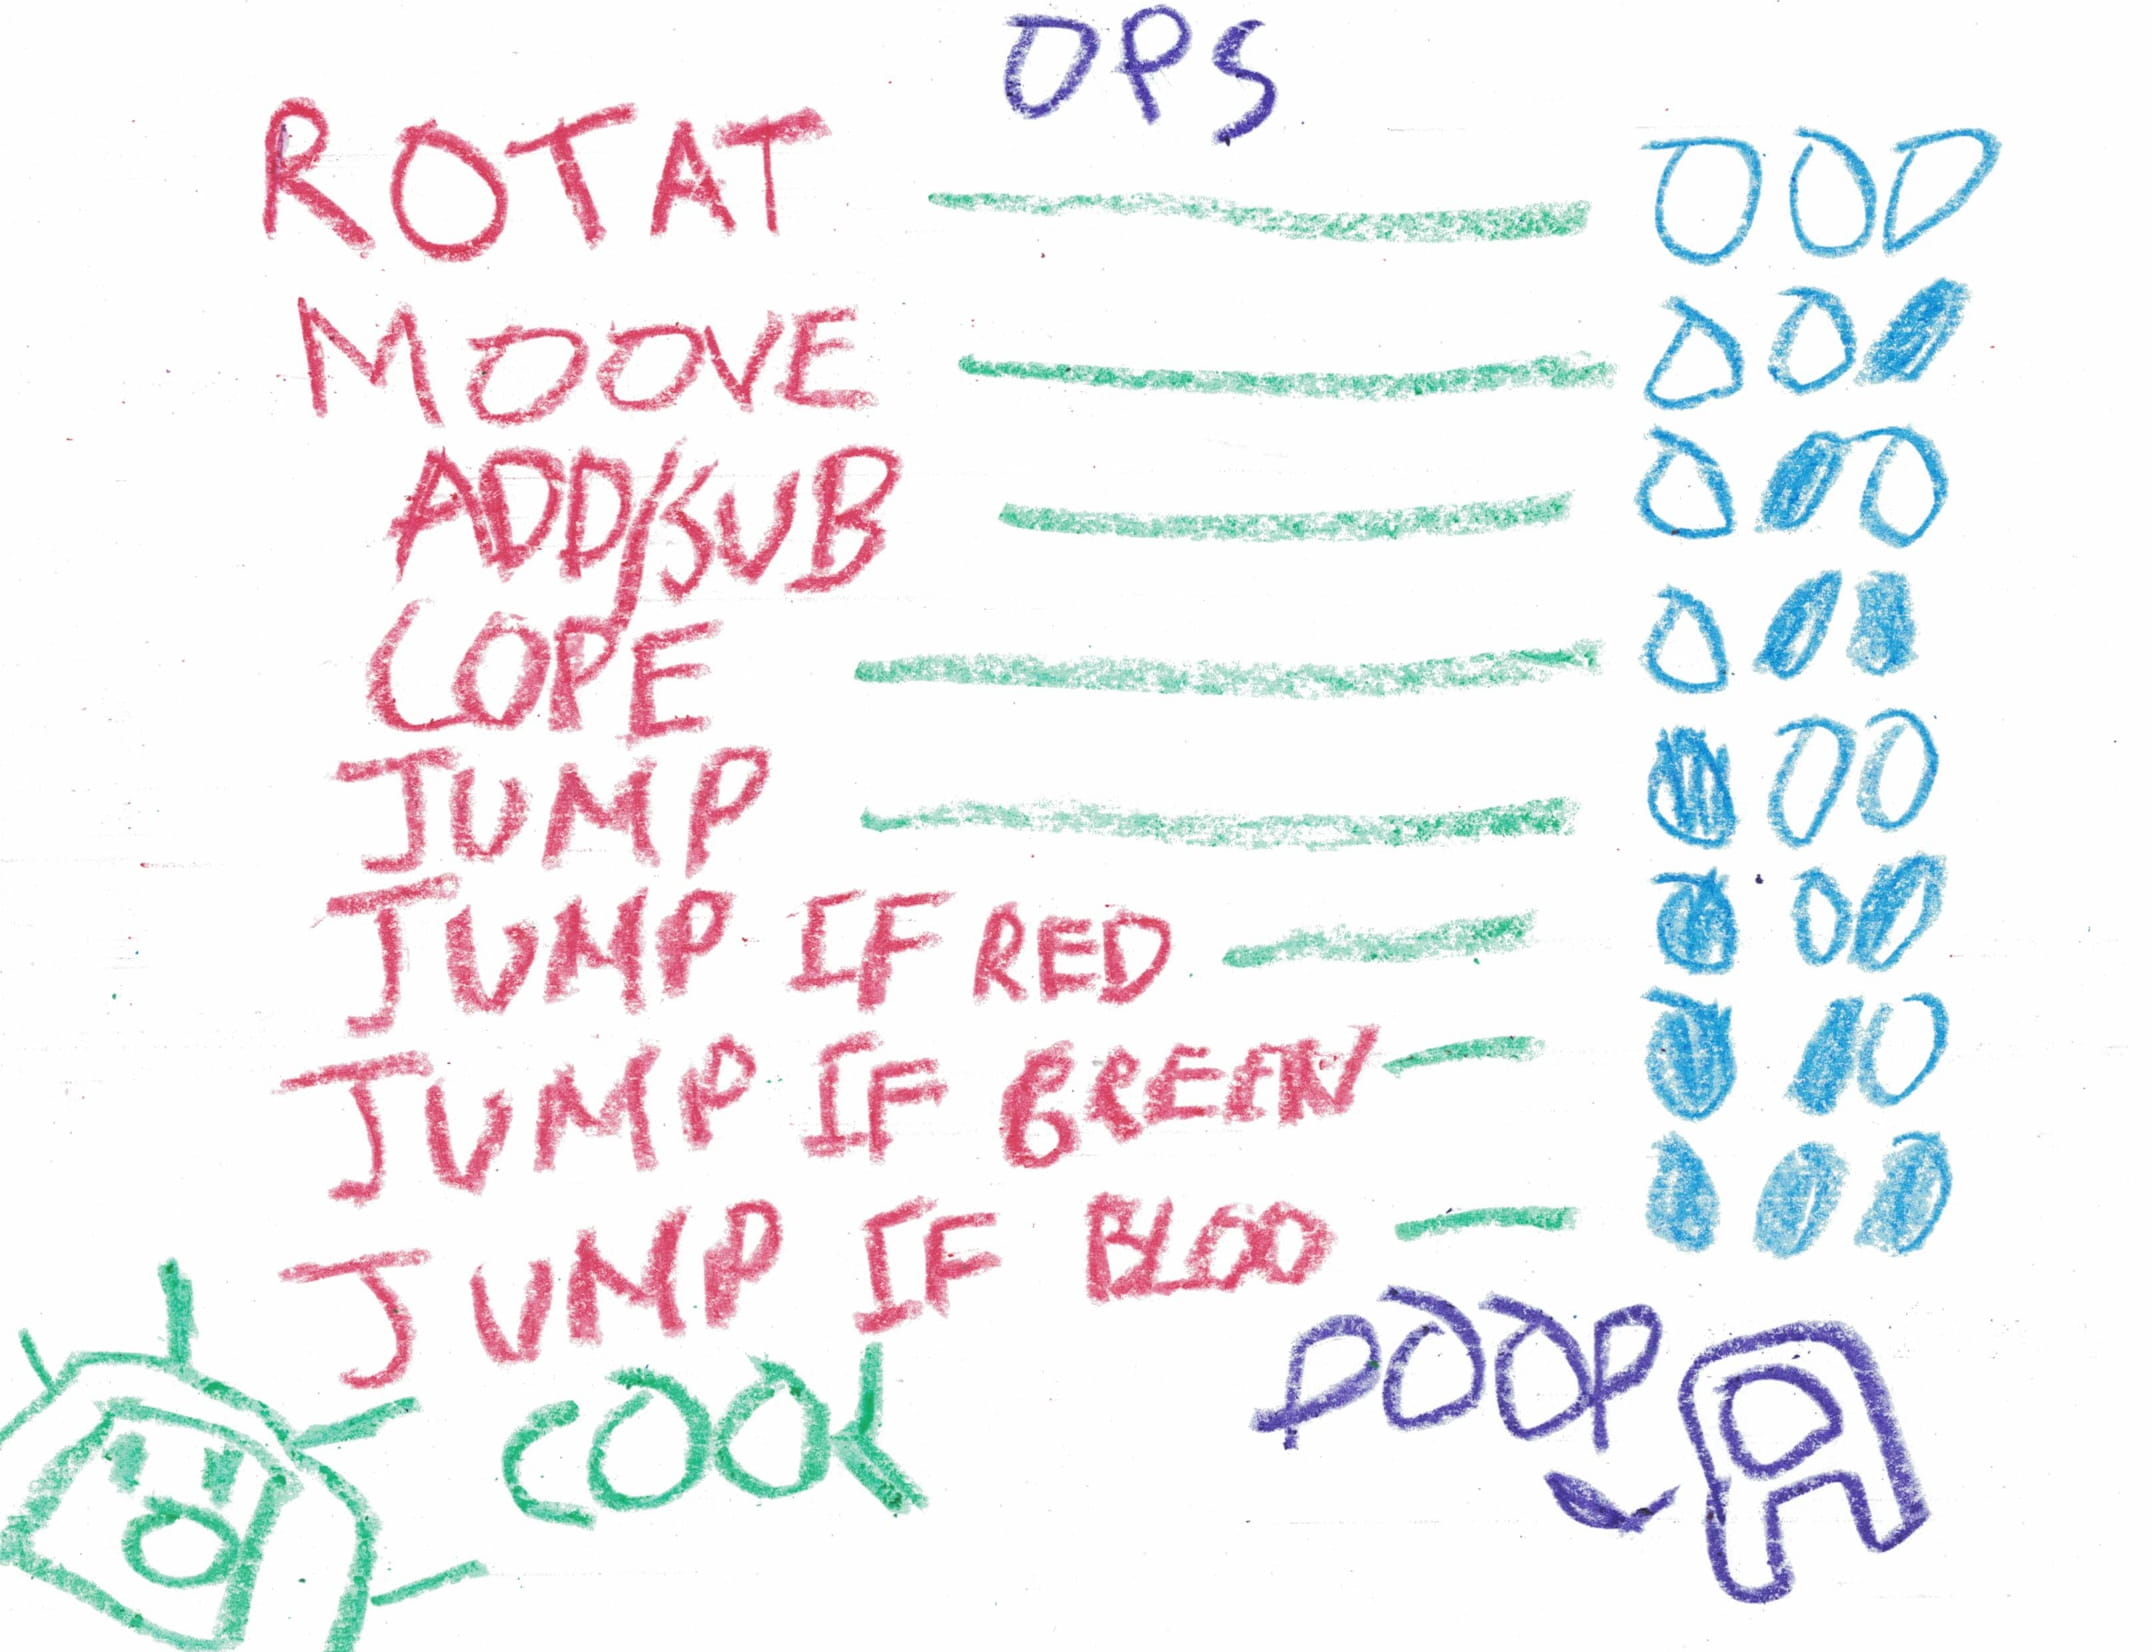 OPS
ROTAT
MOOVE
ADD/SUB
COPE
JUMP
JUMP IF RED
JUMP IF GREEN
JUMP IF BLOO
COOK
POOP